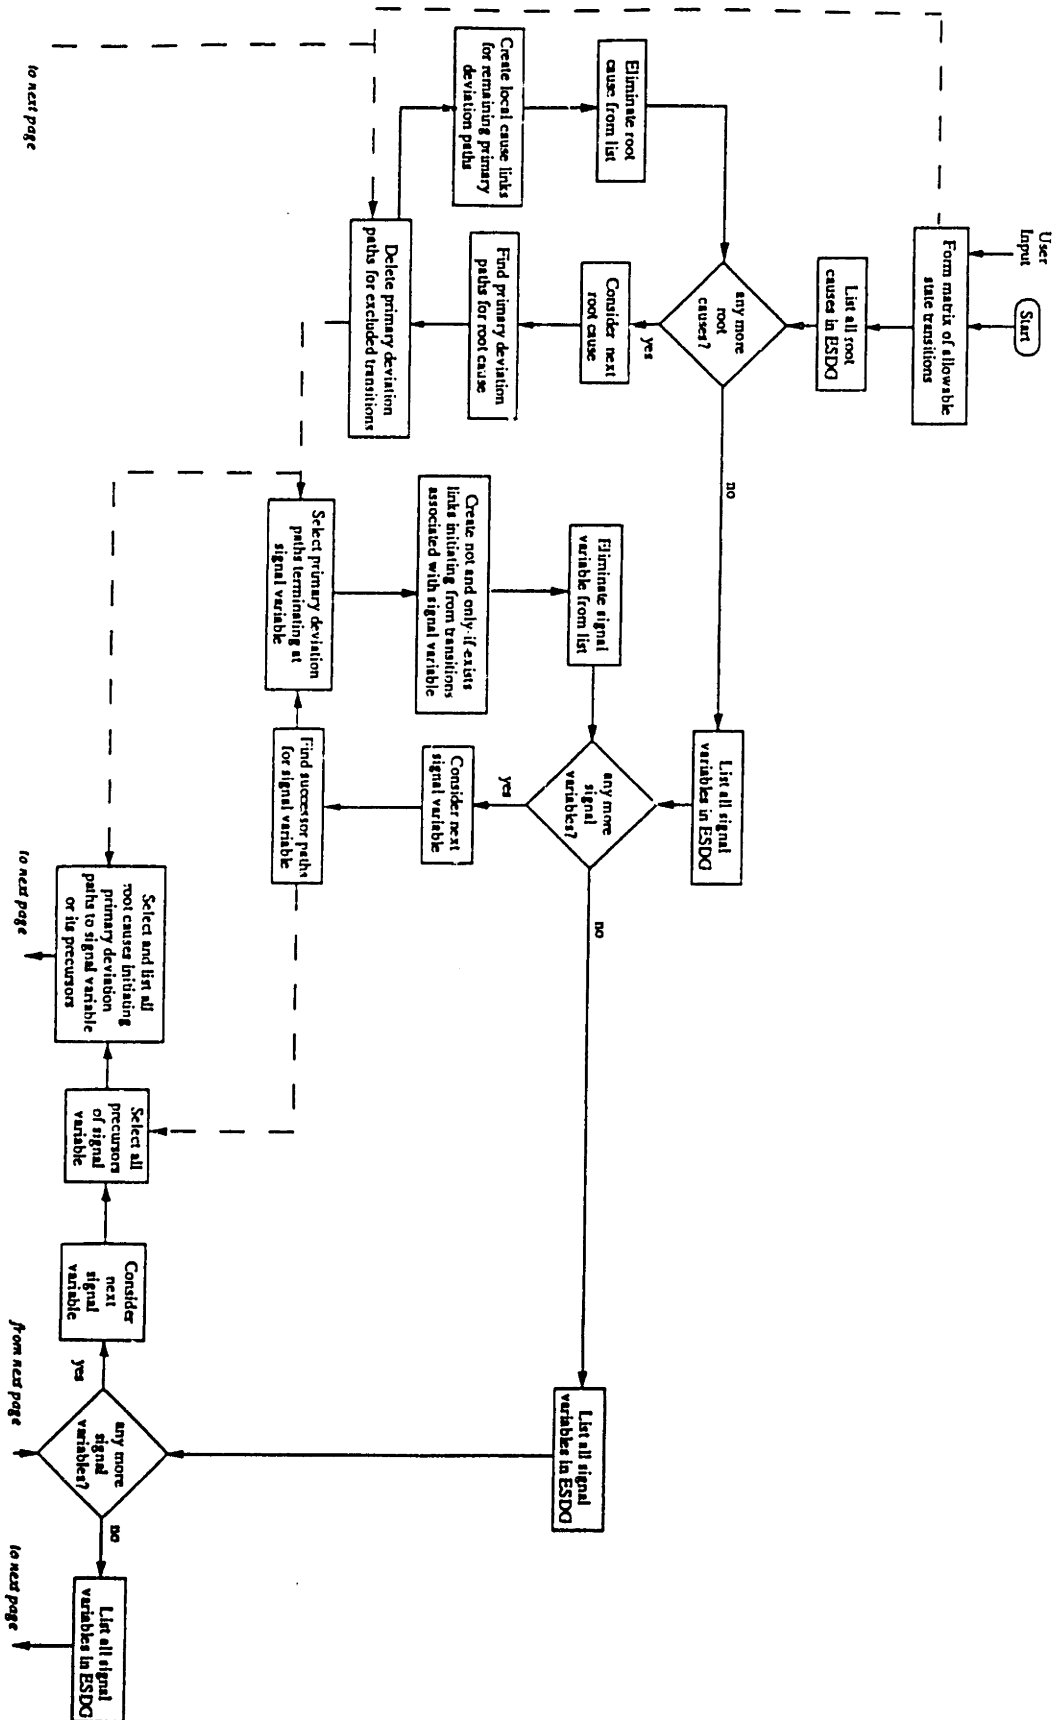 User
Input
Start
Form matrix of allowable
state transitions
List all root
causes in ESDG
any more
root
causes?
yes
no
Consider next
root cause
Find primary deviation
paths for root cause
Delete primary deviation
paths for excluded transitions
Create local cause links
for remaining primary
deviation paths
Eliminate root
cause from list
to next page
List all signal
variables in ESDG
any more
signal
variables?
yes
no
Consider next
signal variable
Find successor paths
for signal variable
Select primary deviation
paths terminating at
signal variable
Create not and only-if-exists
links initiating from transitions
associated with signal variable
Eliminate signal
variable from list
List all signal
variables in ESDG
any more
signal
variables?
yes
no
Consider
next
signal
variable
Select all
precursors
of signal
variable
Select and list all
root causes initiating
primary deviation
paths to signal variable
or its precursors
to next page
from next page
List all signal
variables in ESDG
to next page